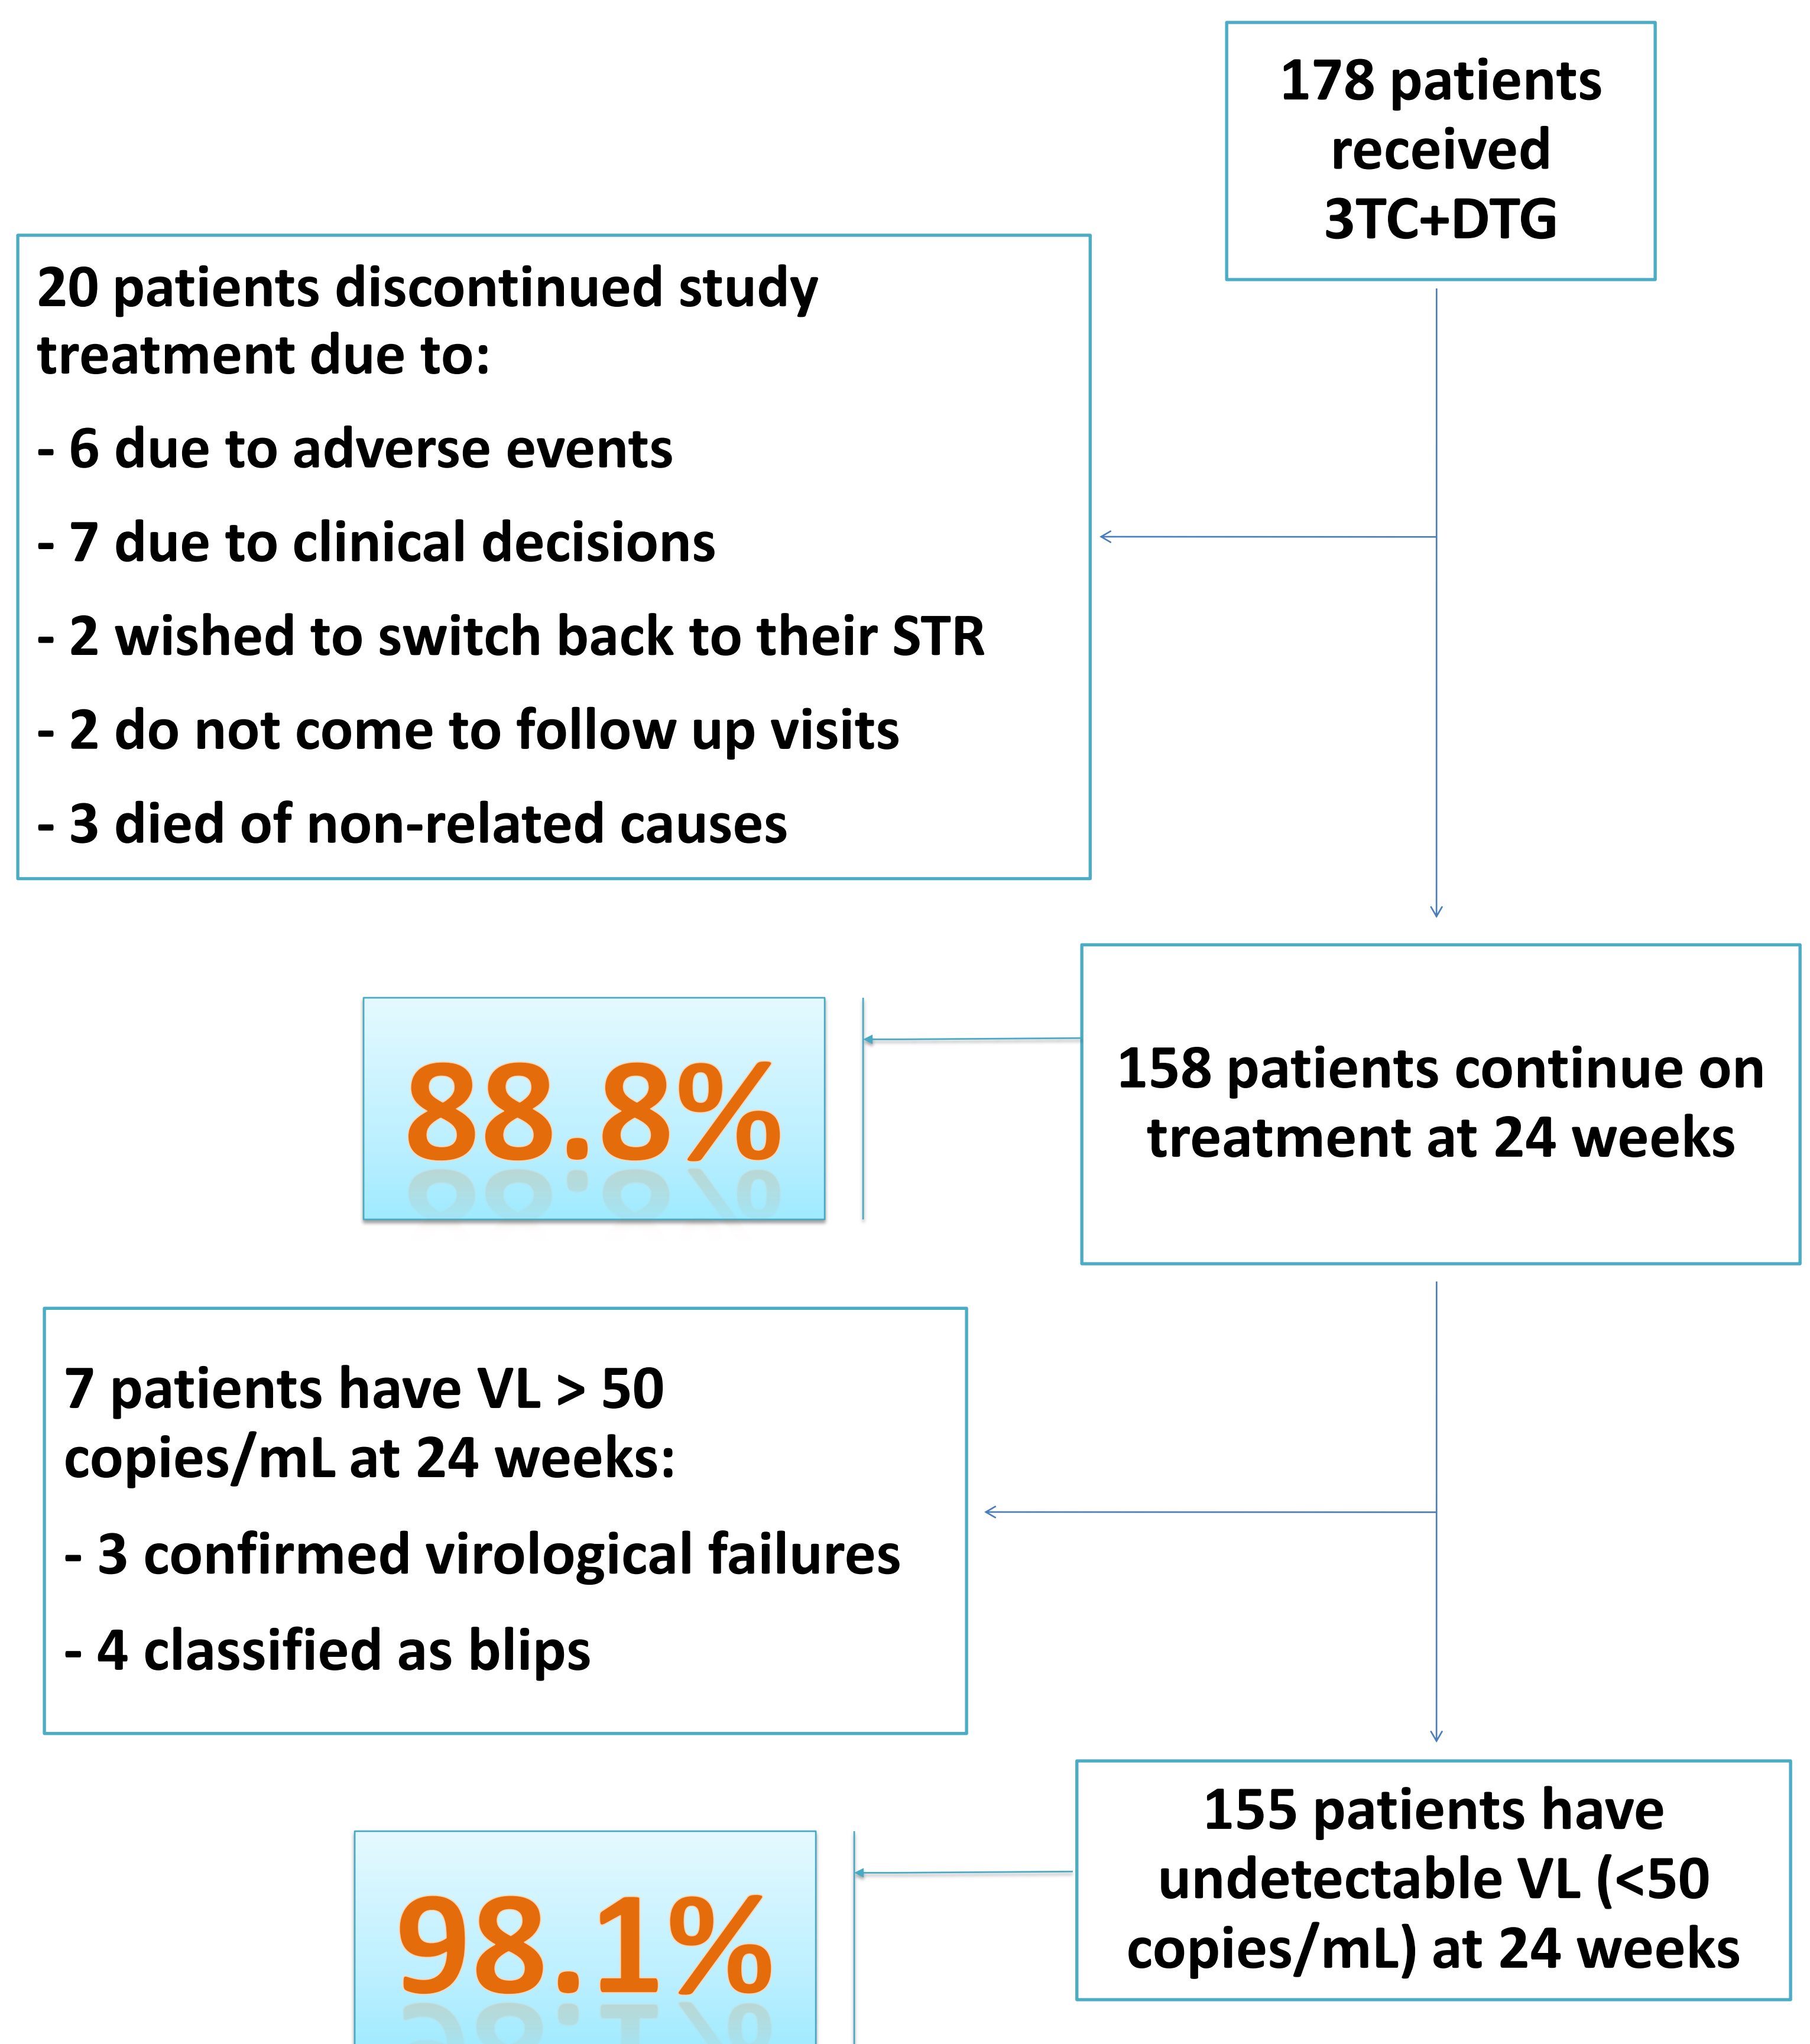 178 patients
received
3TC+DTG
20 patients discontinued study
treatment due to:
- 6 due to adverse events
- 7 due to clinical decisions
- 2 wished to switch back to their STR
- 2 do not come to follow up visits
- 3 died of non-related causes
158 patients continue on
treatment at 24 weeks
88.8%
7 patients have VL > 50
copies/mL at 24 weeks:
- 3 confirmed virological failures
- 4 classified as blips
155 patients have
undetectable VL (<50
copies/mL) at 24 weeks
98.1%